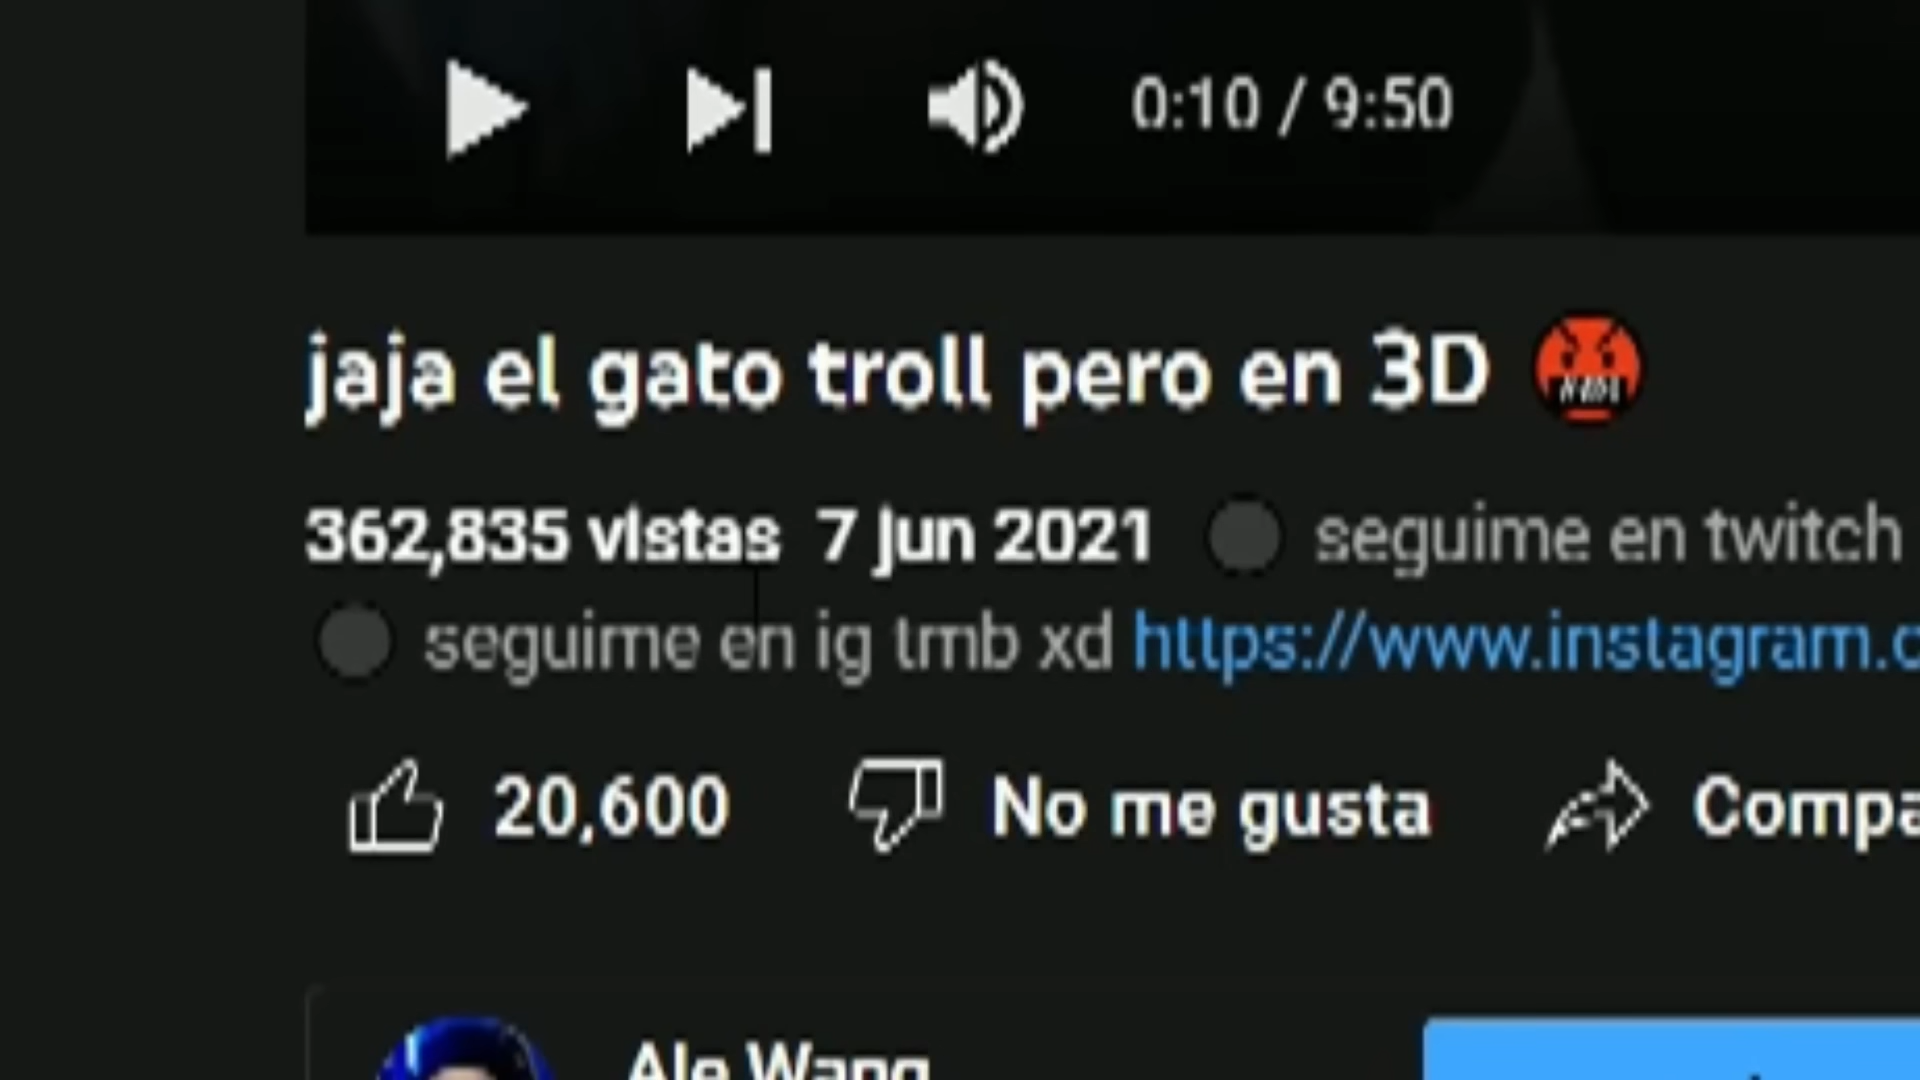 0:10 / 9:50
jaja el gato troll pero en 3D
362,835 vistas 7 jun 2021 seguime en twitch
seguime en ig tmb xd https://www.instagram.c
20,600 No me gusta Compa
Ale Wang